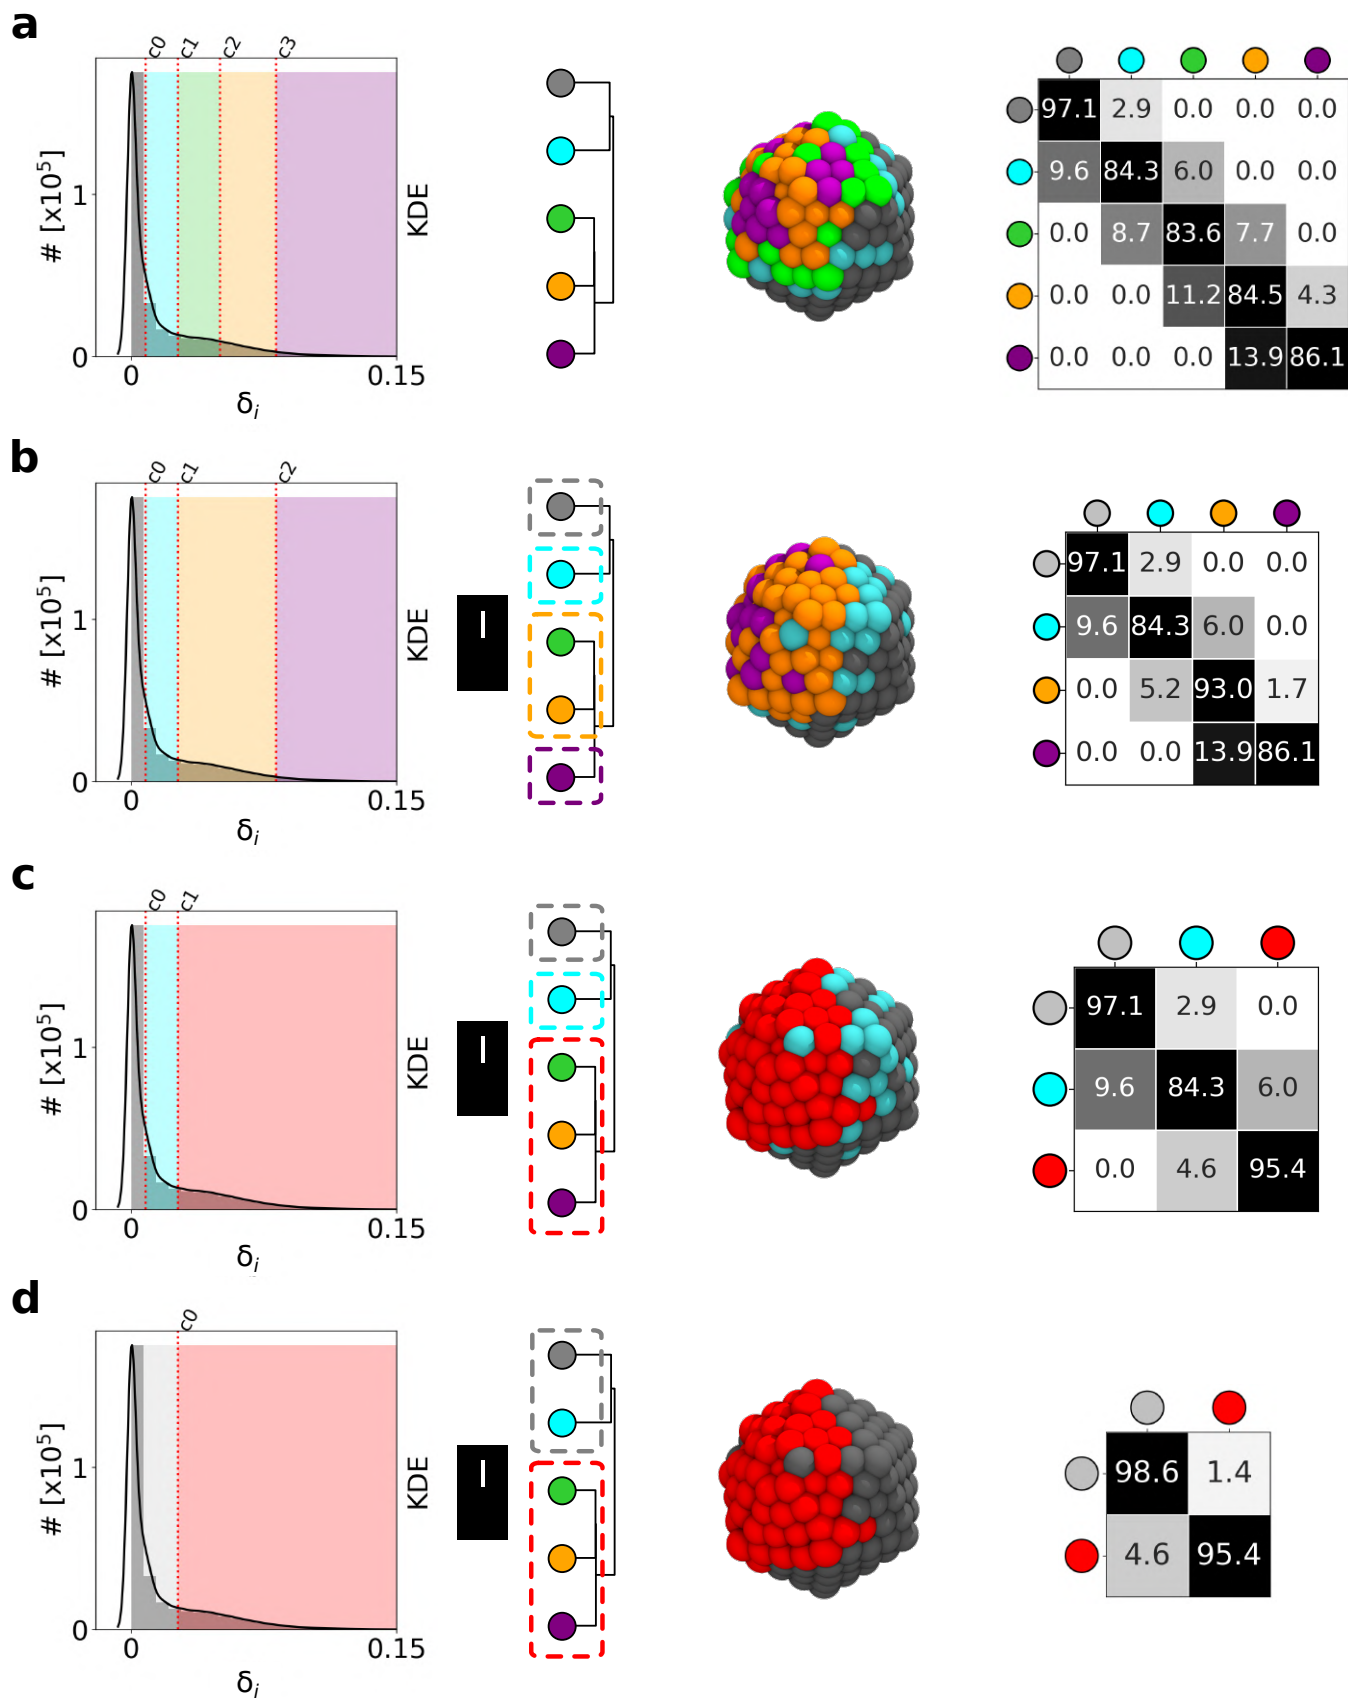 a
c0 c1 c2 c3
# [x10⁵]
1
0
0 0.15
δᵢ
KDE
97.1 2.9 0.0 0.0 0.0
9.6 84.3 6.0 0.0 0.0
0.0 8.7 83.6 7.7 0.0
0.0 0.0 11.2 84.5 4.3
0.0 0.0 0.0 13.9 86.1
b
c0 c1 c2
# [x10⁵]
1
0
0 0.15
δᵢ
KDE
97.1 2.9 0.0 0.0
9.6 84.3 6.0 0.0
0.0 5.2 93.0 1.7
0.0 0.0 13.9 86.1
c
c0 c1
# [x10⁵]
1
0
0 0.15
δᵢ
KDE
97.1 2.9 0.0
9.6 84.3 6.0
0.0 4.6 95.4
d
c0
# [x10⁵]
1
0
0 0.15
δᵢ
KDE
98.6 1.4
4.6 95.4